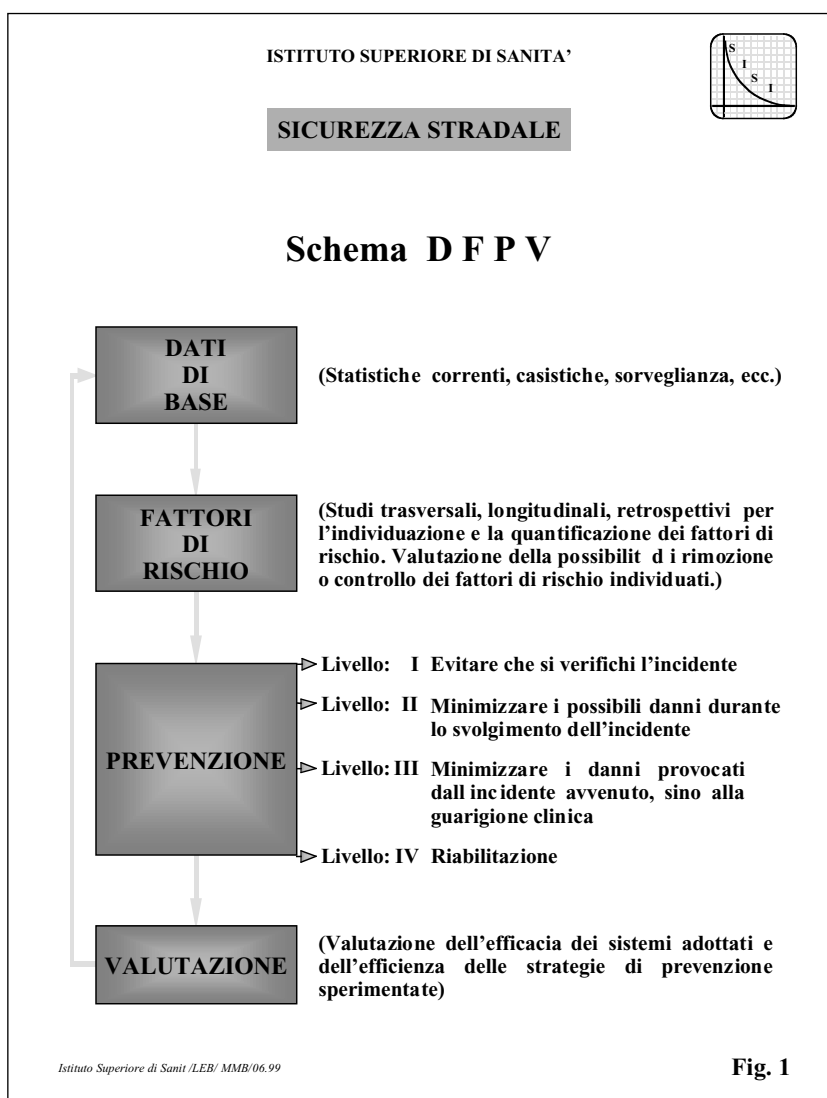 ISTITUTO SUPERIORE DI SANITA’
S
I
S
I
SICUREZZA STRADALE
Schema D F P V
DATI
DI
BASE
(Statistiche correnti, casistiche, sorveglianza, ecc.)
FATTORI
DI
RISCHIO
(Studi trasversali, longitudinali, retrospettivi per
l’individuazione e la quantificazione dei fattori di
rischio. Valutazione della possibilit d i rimozione
o controllo dei fattori di rischio individuati.)
PREVENZIONE
Livello: I Evitare che si verifichi l’incidente
Livello: II Minimizzare i possibili danni durante
lo svolgimento dell’incidente
Livello: III Minimizzare i danni provocati
dall incidente avvenuto, sino alla
guarigione clinica
Livello: IV Riabilitazione
VALUTAZIONE
(Valutazione dell’efficacia dei sistemi adottati e
dell’efficienza delle strategie di prevenzione
sperimentate)
Istituto Superiore di Sanit /LEB/ MMB/06.99
Fig. 1